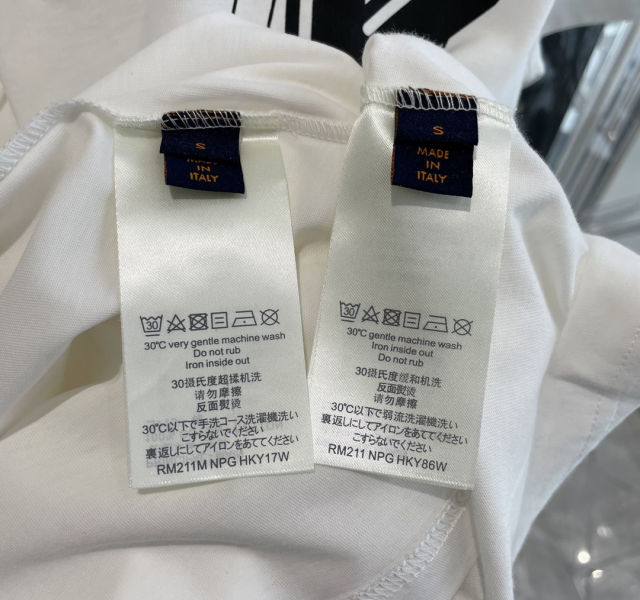 S
MADE
IN
ITALY
30
30°C very gentle machine wash
Do not rub
Iron inside out
30摄氏度超揉机洗
请勿摩擦
反面熨烫
30°C以下で手洗コース洗濯機洗い
こすらないでください
裏返しにしてアイロンをあててください
RM211M NPG HKY17W
S
MADE
IN
ITALY
30
30°C gentle machine wash
Iron inside out
30摄氏度缓和机洗
请勿摩擦
反面熨烫
30°C以下で弱流洗濯機洗い
こすらないでください
裏返しにしてアイロンをあててください
RM211 NPG HKY86W